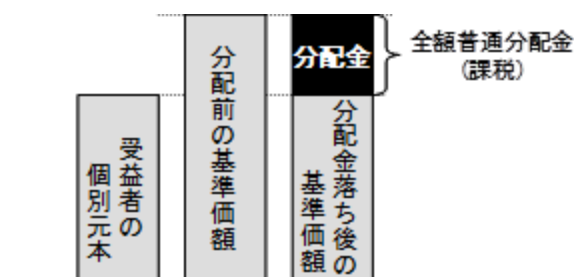 受益者の
個別元本
分配前の基準価額
分配金
分配金落ち後の
基準価額
全額普通分配金
(課税)